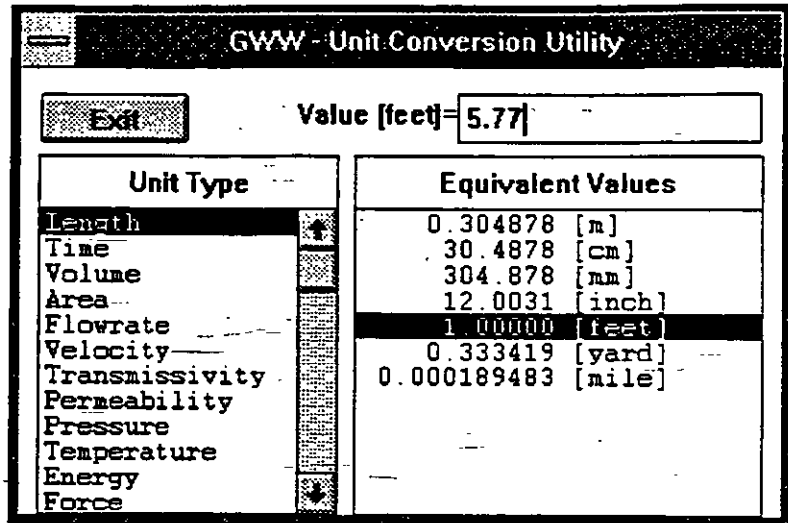 GWW - Unit Conversion Utility
Exit
Value [feet]= 5.77
Unit Type
Length
Time
Volume
Area
Flowrate
Velocity
Transmissivity
Permeability
Pressure
Temperature
Energy
Force
Equivalent Values
0.304878 [m]
30.4878 [cm]
304.878 [mm]
12.0031 [inch]
1.00000 [feet]
0.333419 [yard]
0.000189483 [mile]